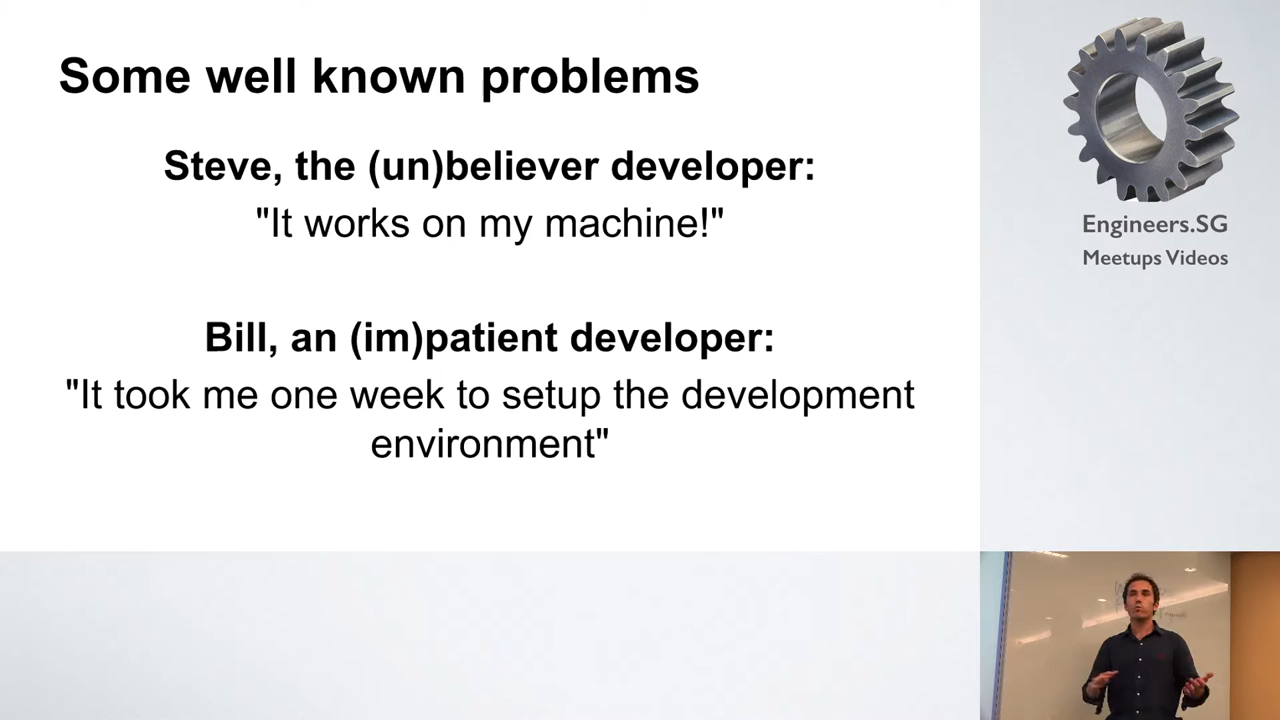 Some well known problems
Steve, the (un)believer developer:
"It works on my machine!"
Bill, an (im)patient developer:
"It took me one week to setup the development
environment"
Engineers.SG
Meetups Videos